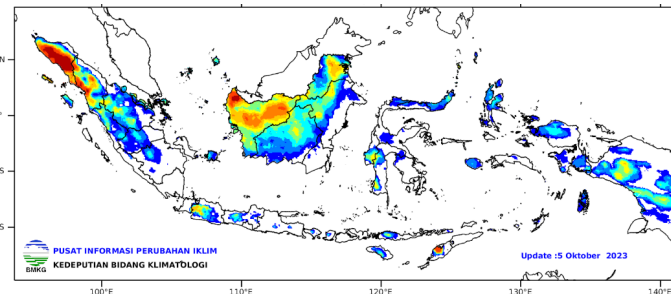 N
S
S
PUSAT INFORMASI PERUBAHAN IKLIM
KEDEPUTIAN BIDANG KLIMATOLOGI
BMKG
Update :5 Oktober 2023
100°E
110°E
120°E
130°E
140°E